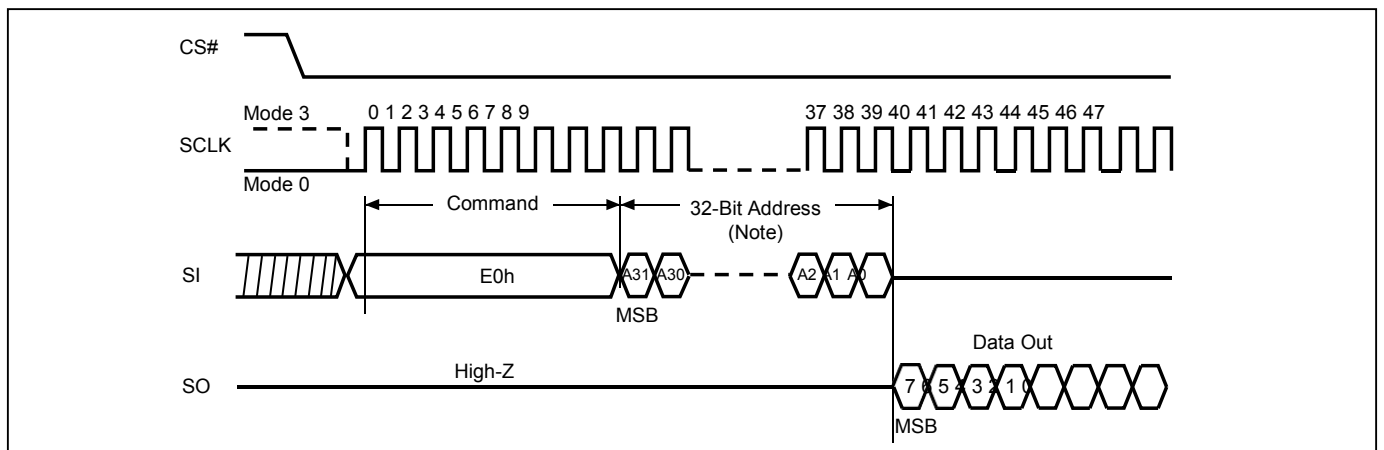 CS#
Mode 3
0 1 2 3 4 5 6 7 8 9
37 38 39 40 41 42 43 44 45 46 47
SCLK
Mode 0
Command
32-Bit Address
(Note)
SI
E0h
A31 A30
A2 A1 A0
MSB
Data Out
High-Z
SO
7 6 5 4 3 2 1 0
MSB